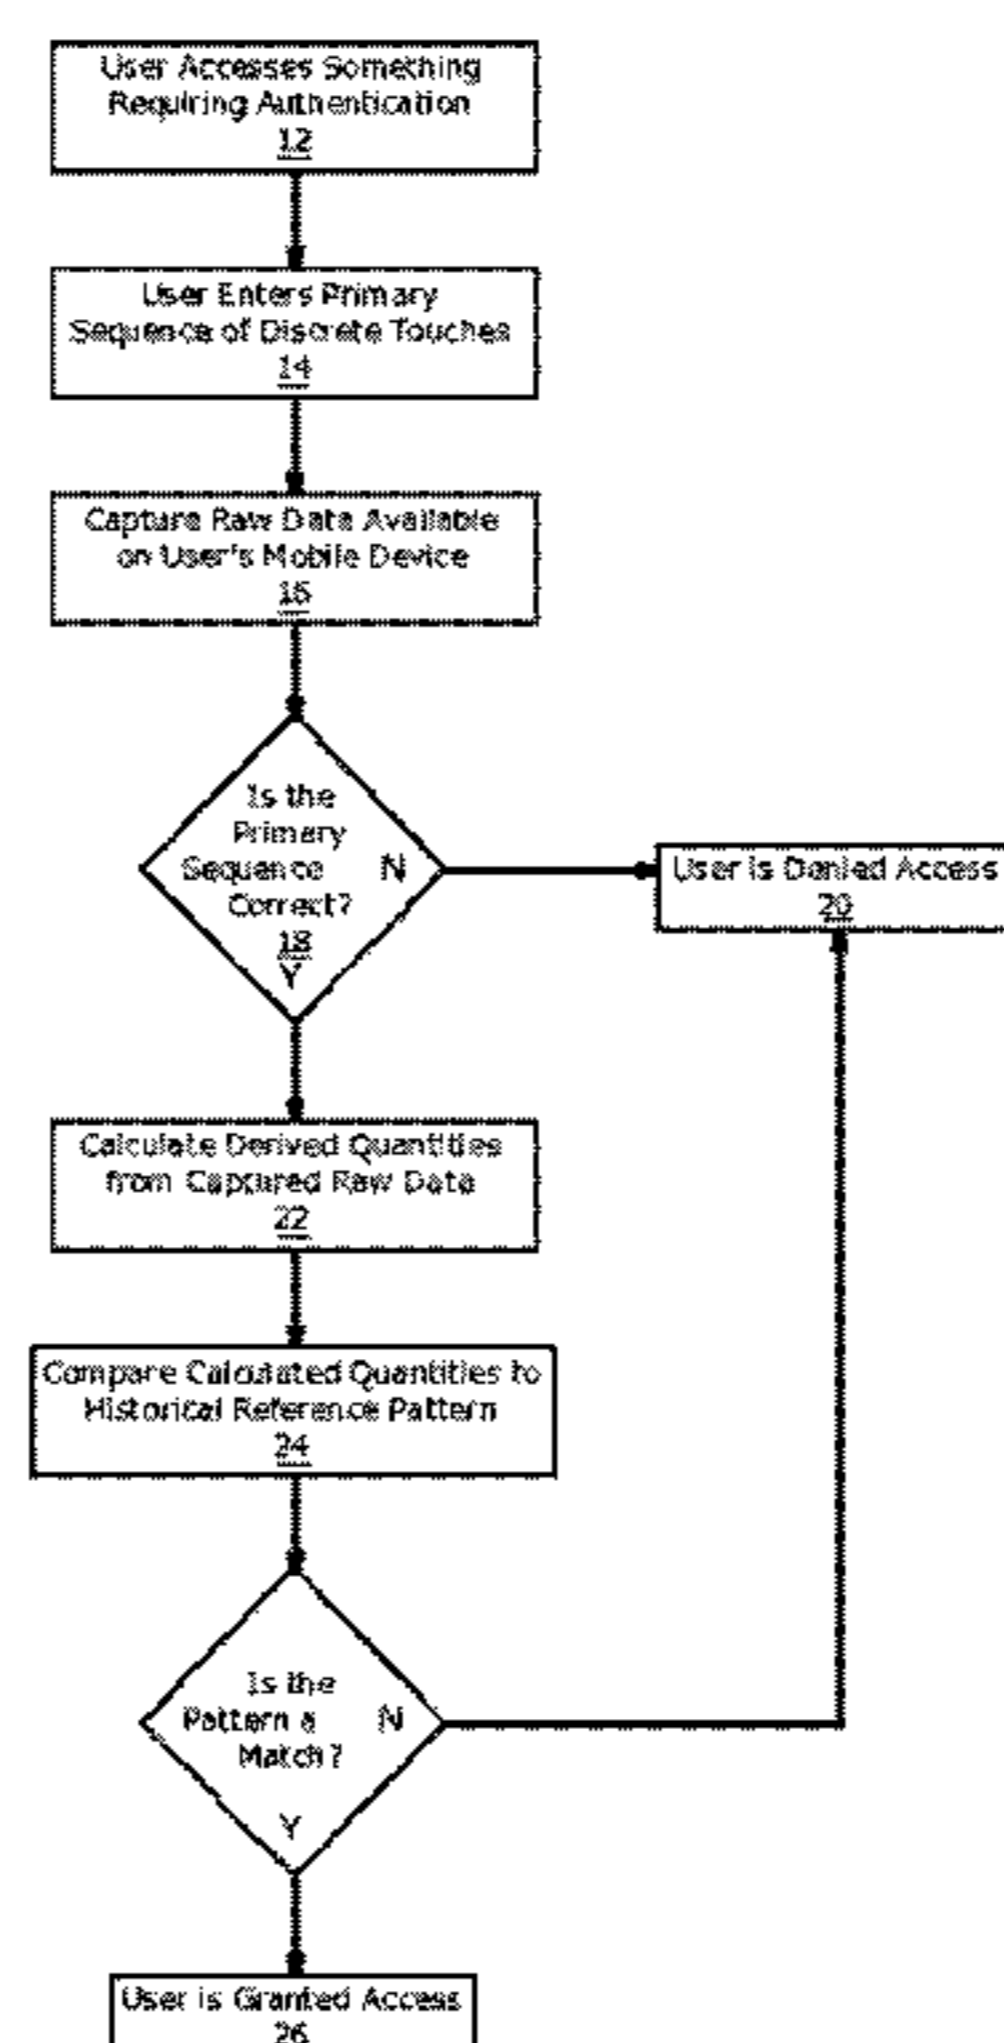 User Accesses Something
Requiring Authentication
12
User Enters Primary
Sequence of Discrete Touches
14
Capture Raw Data Available
on User's Mobile Device
16
Is the
Primary
Sequence N
Correct?
18
Y
User is Denied Access
20
Calculate Derived Quantities
from Captured Raw Data
22
Compare Calculated Quantities to
Historical Reference Pattern
24
Is the
Pattern a N
Match?
Y
User is Granted Access
26